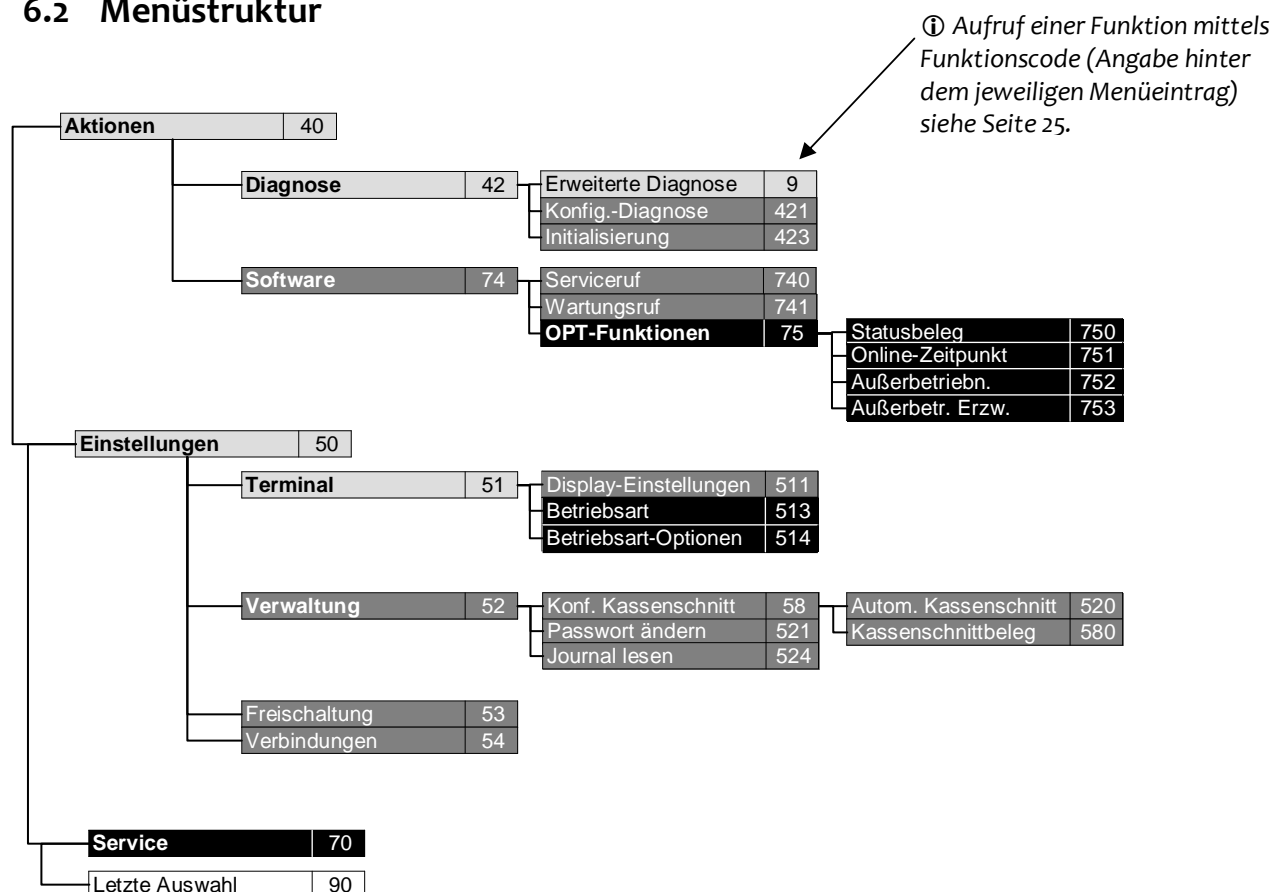 6.2 Menüstruktur
🛈 Aufruf einer Funktion mittels
Funktionscode (Angabe hinter
dem jeweiligen Menüeintrag)
siehe Seite 25.
Aktionen 40
Diagnose 42
Erweiterte Diagnose 9
Konfig.-Diagnose 421
Initialisierung 423
Software 74
Serviceruf 740
Wartungsruf 741
OPT-Funktionen 75
Statusbeleg 750
Online-Zeitpunkt 751
Außerbetriebn. 752
Außerbetr. Erzw. 753
Einstellungen 50
Terminal 51
Display-Einstellungen 511
Betriebsart 513
Betriebsart-Optionen 514
Verwaltung 52
Konf. Kassenschnitt 58
Autom. Kassenschnitt 520
Kassenschnittbeleg 580
Passwort ändern 521
Journal lesen 524
Freischaltung 53
Verbindungen 54
Service 70
Letzte Auswahl 90